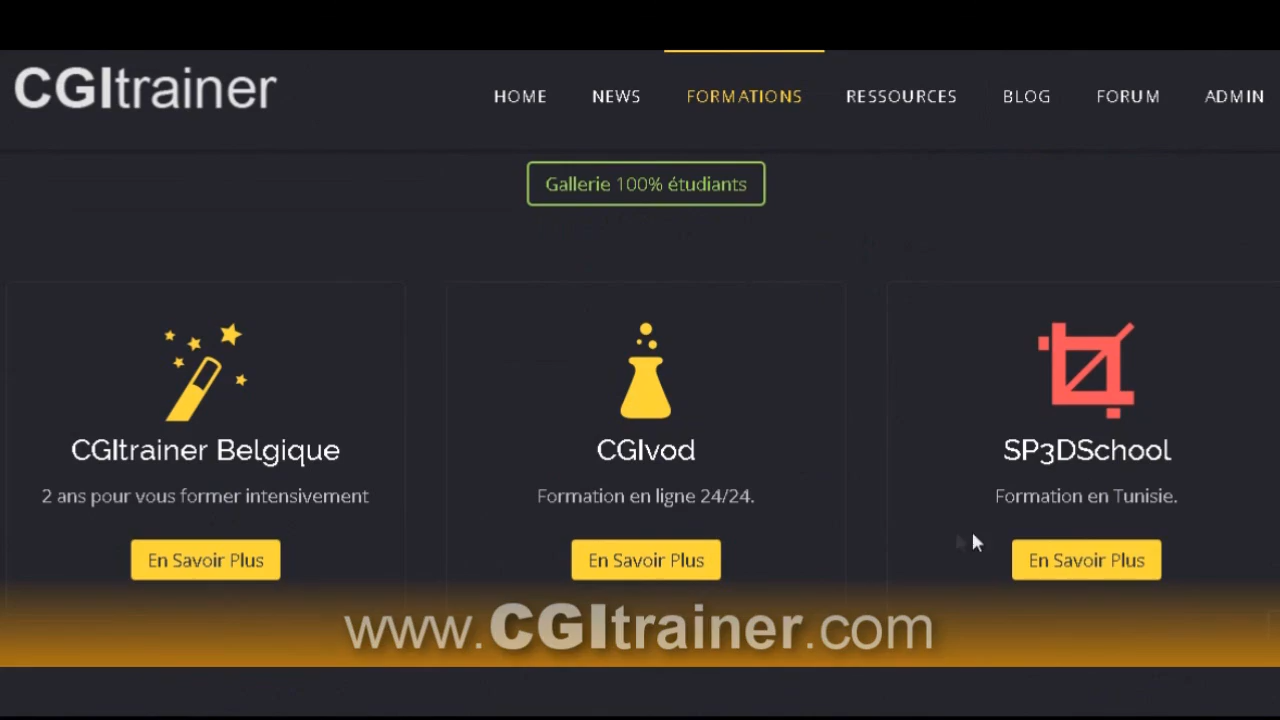 CGItrainer
HOME NEWS FORMATIONS RESSOURCES BLOG FORUM ADMIN
Gallerie 100% étudiants
CGItrainer Belgique
2 ans pour vous former intensivement
En Savoir Plus
CGIvod
Formation en ligne 24/24.
En Savoir Plus
SP3DSchool
Formation en Tunisie.
En Savoir Plus
www.CGItrainer.com